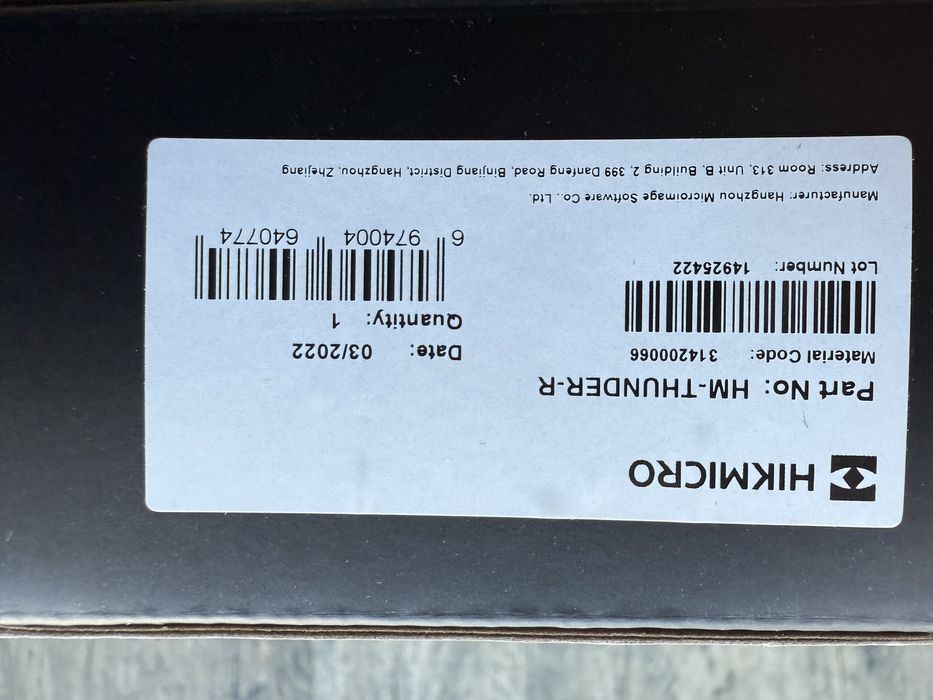 HIKMICRO
Part No: HM-THUNDER-R
Material Code: 314200066
Lot Number: 14925422
Date: 03/2022
Quantity: 1
6 974004 640774
Manufacturer: Hangzhou Microimage Software Co., Ltd.
Address: Room 313, Unit B, Building 2, 399 Danfeng Road, Binjiang District, Hangzhou, Zhejiang